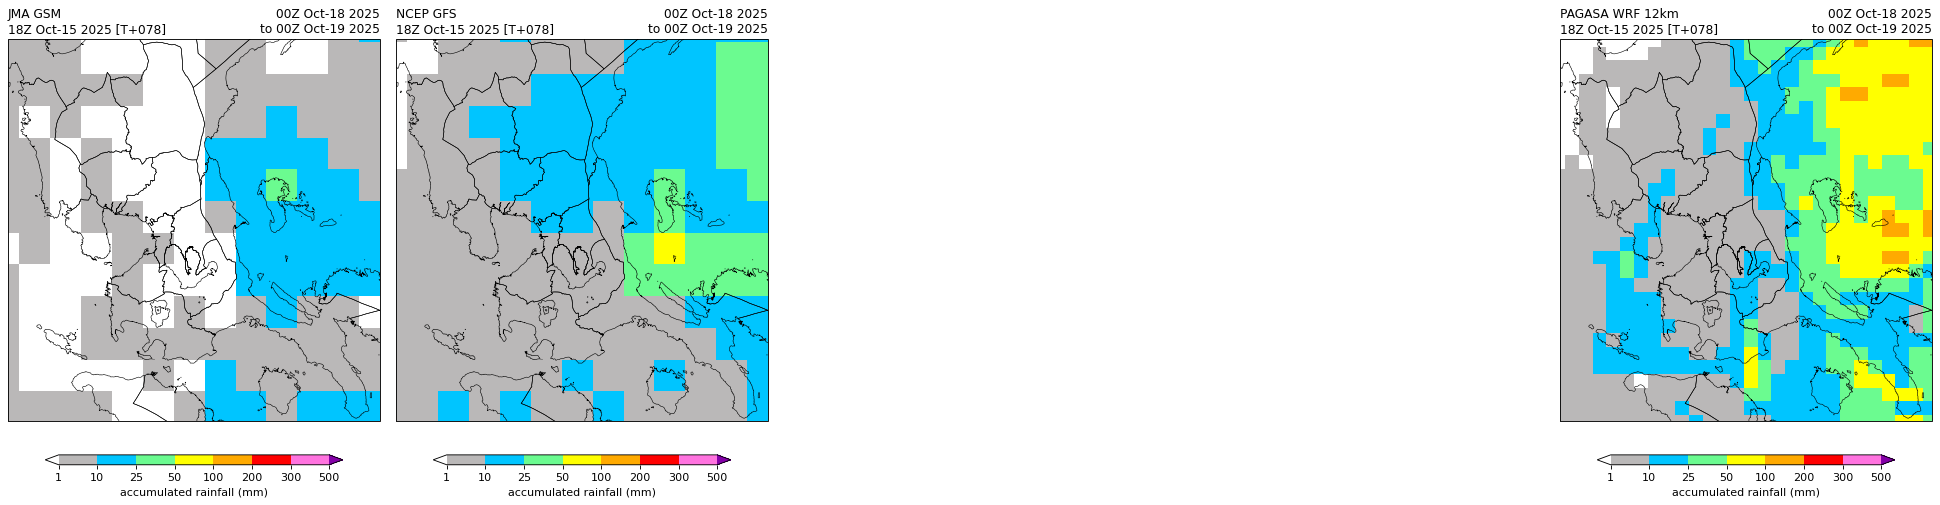 JMA GSM
00Z Oct-18 2025
18Z Oct-15 2025 [T+078]
to 00Z Oct-19 2025
NCEP GFS
00Z Oct-18 2025
18Z Oct-15 2025 [T+078]
to 00Z Oct-19 2025
PAGASA WRF 12km
00Z Oct-18 2025
18Z Oct-15 2025 [T+078]
to 00Z Oct-19 2025
1 10 25 50 100 200 300 500
accumulated rainfall (mm)
1 10 25 50 100 200 300 500
accumulated rainfall (mm)
1 10 25 50 100 200 300 500
accumulated rainfall (mm)